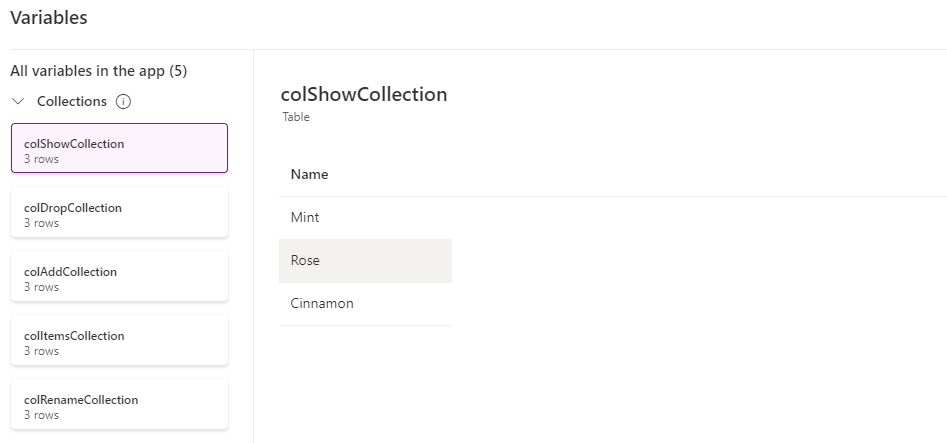 Variables
All variables in the app (5)
Collections
colShowCollection
3 rows
colDropCollection
3 rows
colAddCollection
3 rows
colItemsCollection
3 rows
colRenameCollection
3 rows
colShowCollection
Table
Name
Mint
Rose
Cinnamon